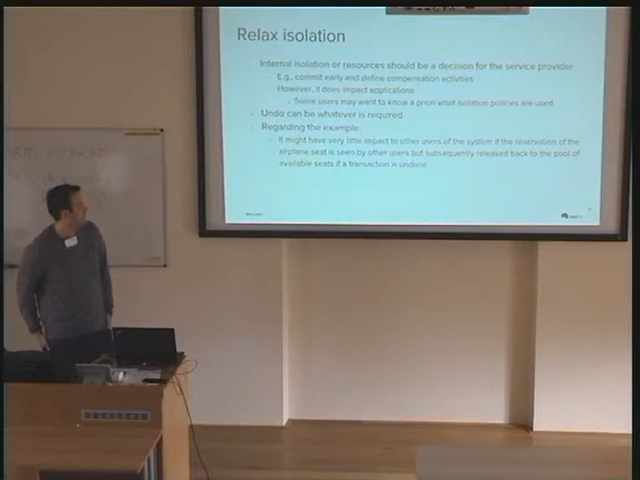 Relax isolation
Internal isolation or resources should be a decision for the service provider
E.g., commit early and define compensation activities
However, it does impact applications
Some users may want to know a priori what isolation policies are used
Undo can be whatever is required
Regarding the example:
It might have very little impact to other users of the system if the reservation of the
airplane seat is seen by other users but subsequently released back to the pool of
available seats if a transaction is undone